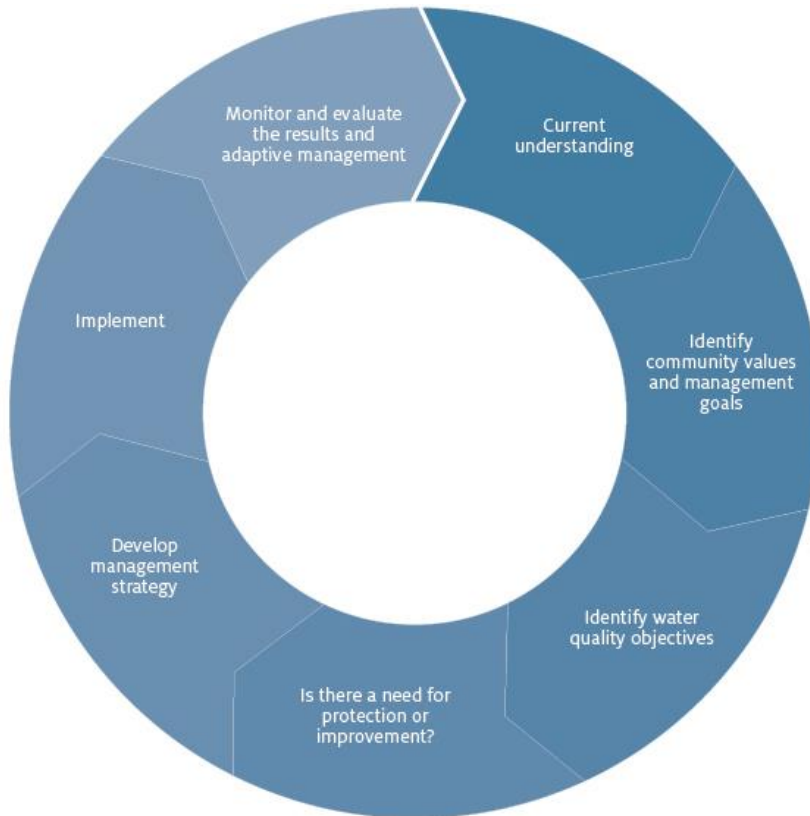 Current
understanding
Identify
community values
and management
goals
Identify water
quality objectives
Is there a need for
protection or
improvement?
Develop
management
strategy
Implement
Monitor and evaluate
the results and
adaptive management